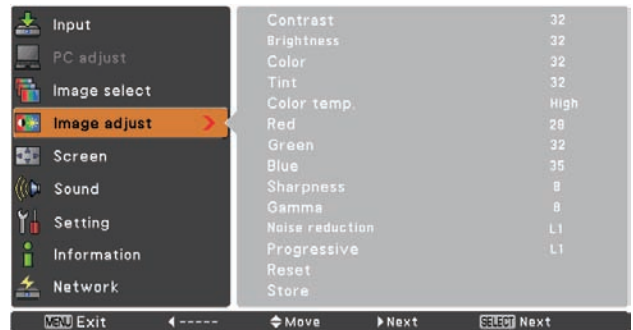 Input
PC adjust
Image select
Image adjust
Screen
Sound
Setting
Information
Network
Contrast 32
Brightness 32
Color 32
Tint 32
Color temp. High
Red 28
Green 32
Blue 35
Sharpness 8
Gamma 8
Noise reduction L1
Progressive L1
Reset
Store
MENU Exit ----- Move Next SELECT Next